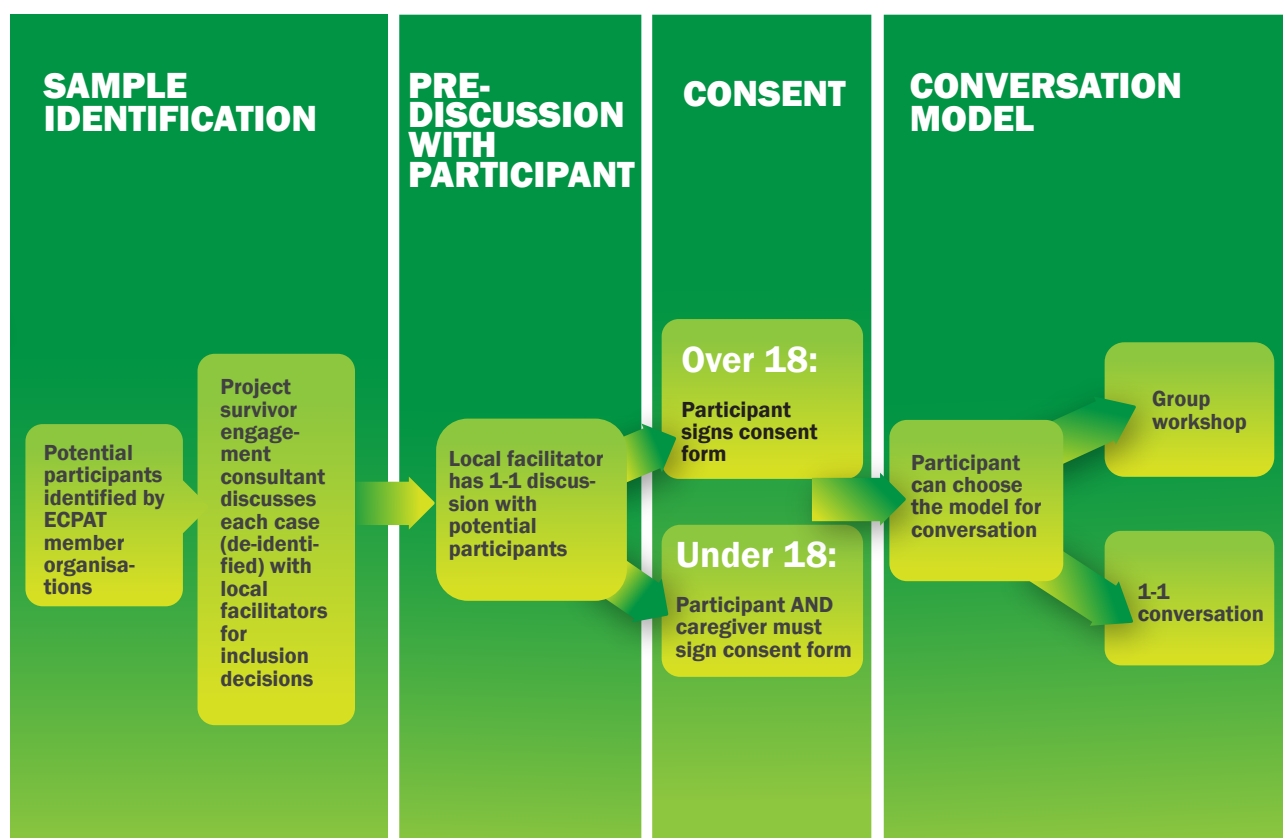 SAMPLE
IDENTIFICATION
Potential
participants
identified by
ECPAT
member
organisa-
tions
Project
survivor
engage-
ment
consultant
discusses
each case
(de-identi-
fied) with
local
facilitators
for
inclusion
decisions
PRE-
DISCUSSION
WITH
PARTICIPANT
Local facilitator
has 1-1 discus-
sion with
potential
participants
CONSENT
Over 18:
Participant
signs consent
form
Under 18:
Participant AND
caregiver must
sign consent form
CONVERSATION
MODEL
Participant
can choose
the model for
conversation
Group
workshop
1-1
conversation